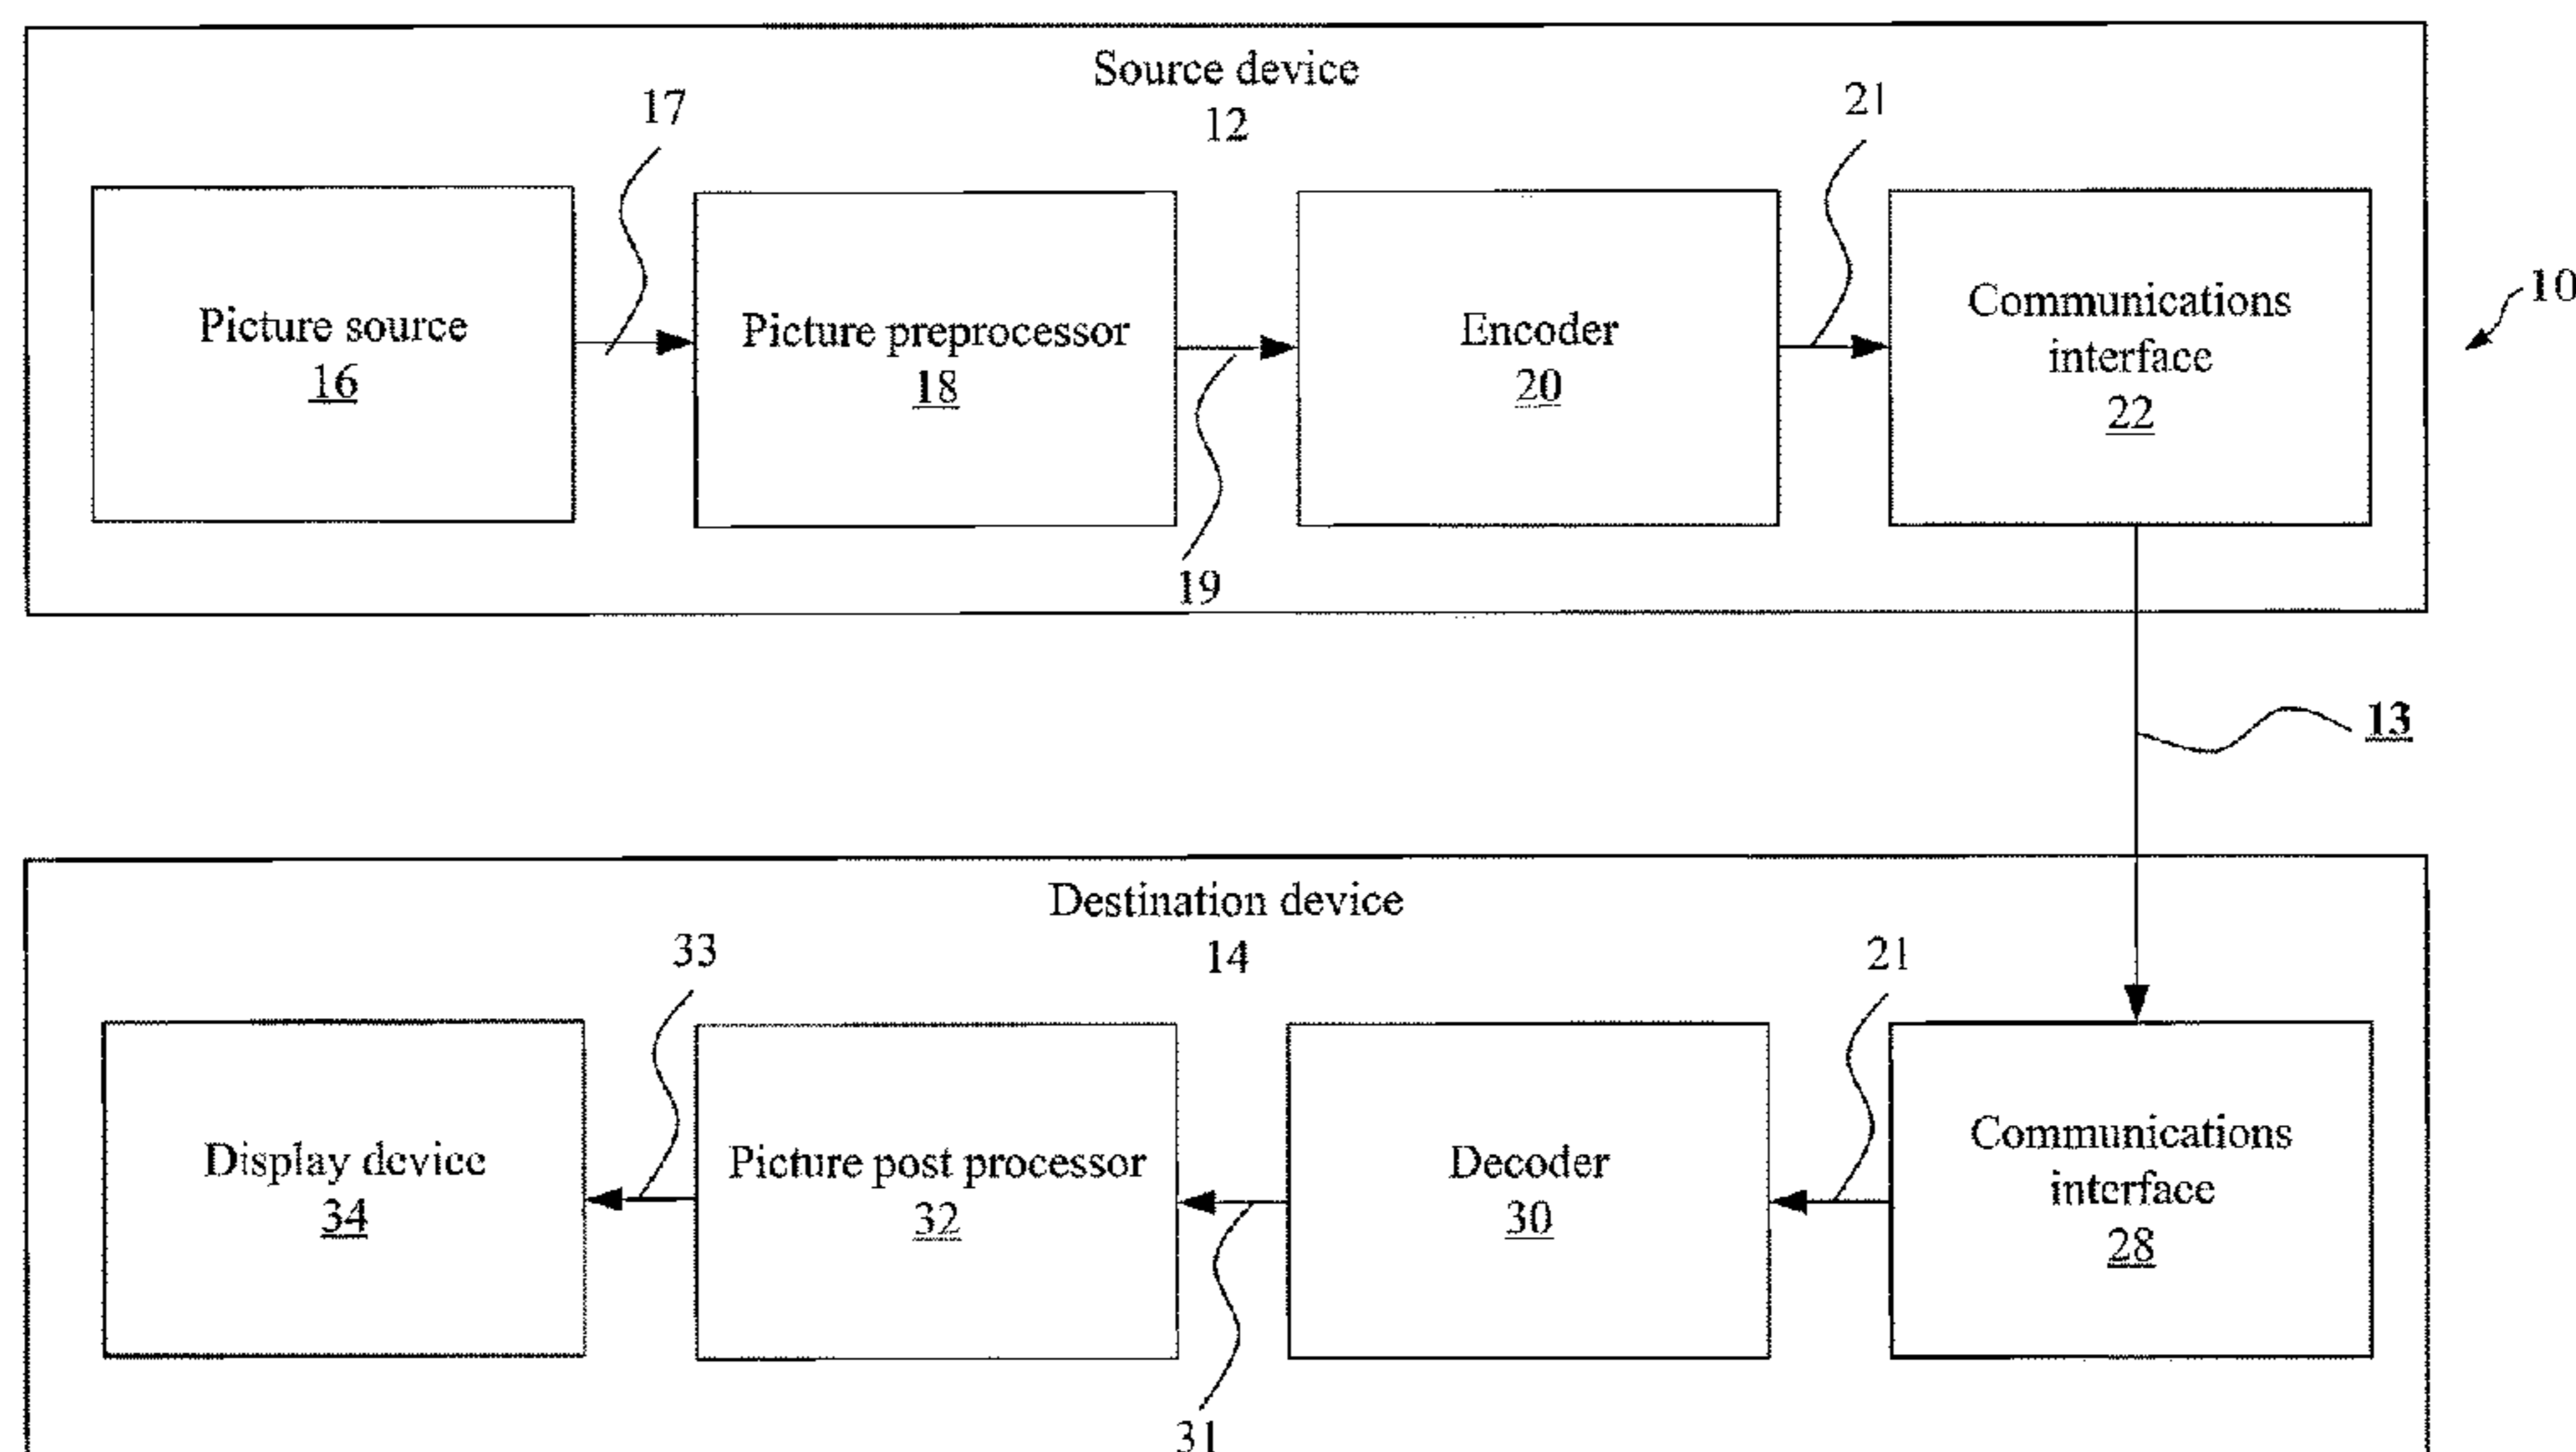 Source device
12
17
21
Picture source
16
Picture preprocessor
18
Encoder
20
Communications
interface
22
10
19
13
Destination device
14
33
21
Display device
34
Picture post processor
32
Decoder
30
Communications
interface
28
31